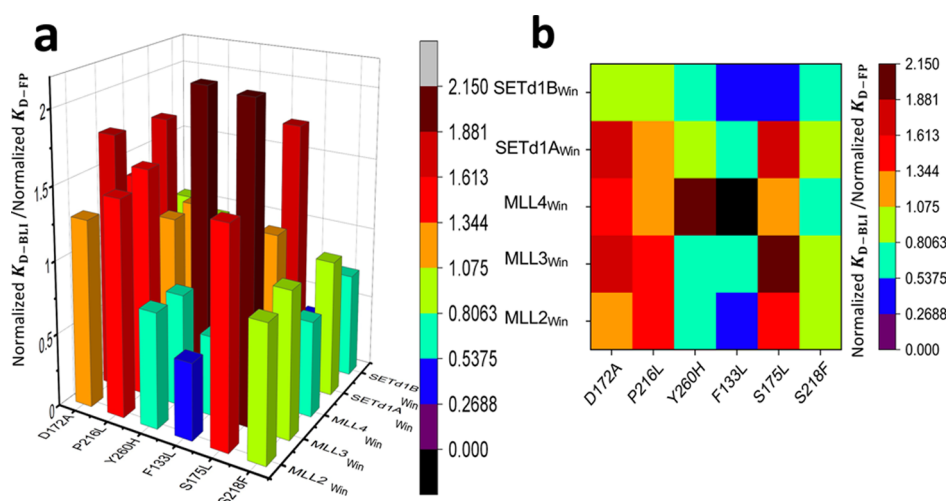 a
Normalized K_D−BLI /Normalized K_D−FP
2
1.5
1
0.5
0
D172A
P216L
Y260H
F133L
S175L
S218F
MLL2 Win
MLL3 Win
MLL4 Win
SETd1A Win
SETd1B Win
2.150
1.881
1.613
1.344
1.075
0.8063
0.5375
0.2688
0.000
b
SETd1BWin
SETd1AWin
MLL4Win
MLL3Win
MLL2Win
D172A
P216L
Y260H
F133L
S175L
S218F
Normalized K_D−BLI /Normalized K_D−FP
2.150
1.881
1.613
1.344
1.075
0.8063
0.5375
0.2688
0.000